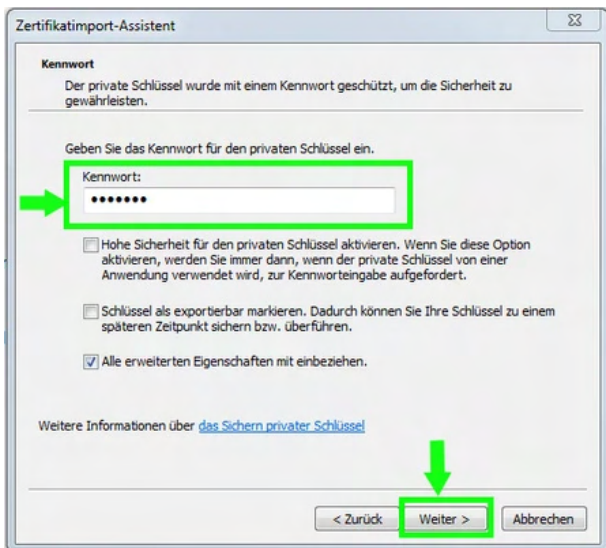 Zertifikatimport-Assistent
Kennwort
Der private Schlüssel wurde mit einem Kennwort geschützt, um die Sicherheit zu
gewährleisten.
Geben Sie das Kennwort für den privaten Schlüssel ein.
Kennwort:
•••••••
Hohe Sicherheit für den privaten Schlüssel aktivieren. Wenn Sie diese Option
aktivieren, werden Sie immer dann, wenn der private Schlüssel von einer
Anwendung verwendet wird, zur Kennworteingabe aufgefordert.
Schlüssel als exportierbar markieren. Dadurch können Sie Ihre Schlüssel zu einem
späteren Zeitpunkt sichern bzw. überführen.
Alle erweiterten Eigenschaften mit einbeziehen.
Weitere Informationen über das Sichern privater Schlüssel
< Zurück Weiter > Abbrechen